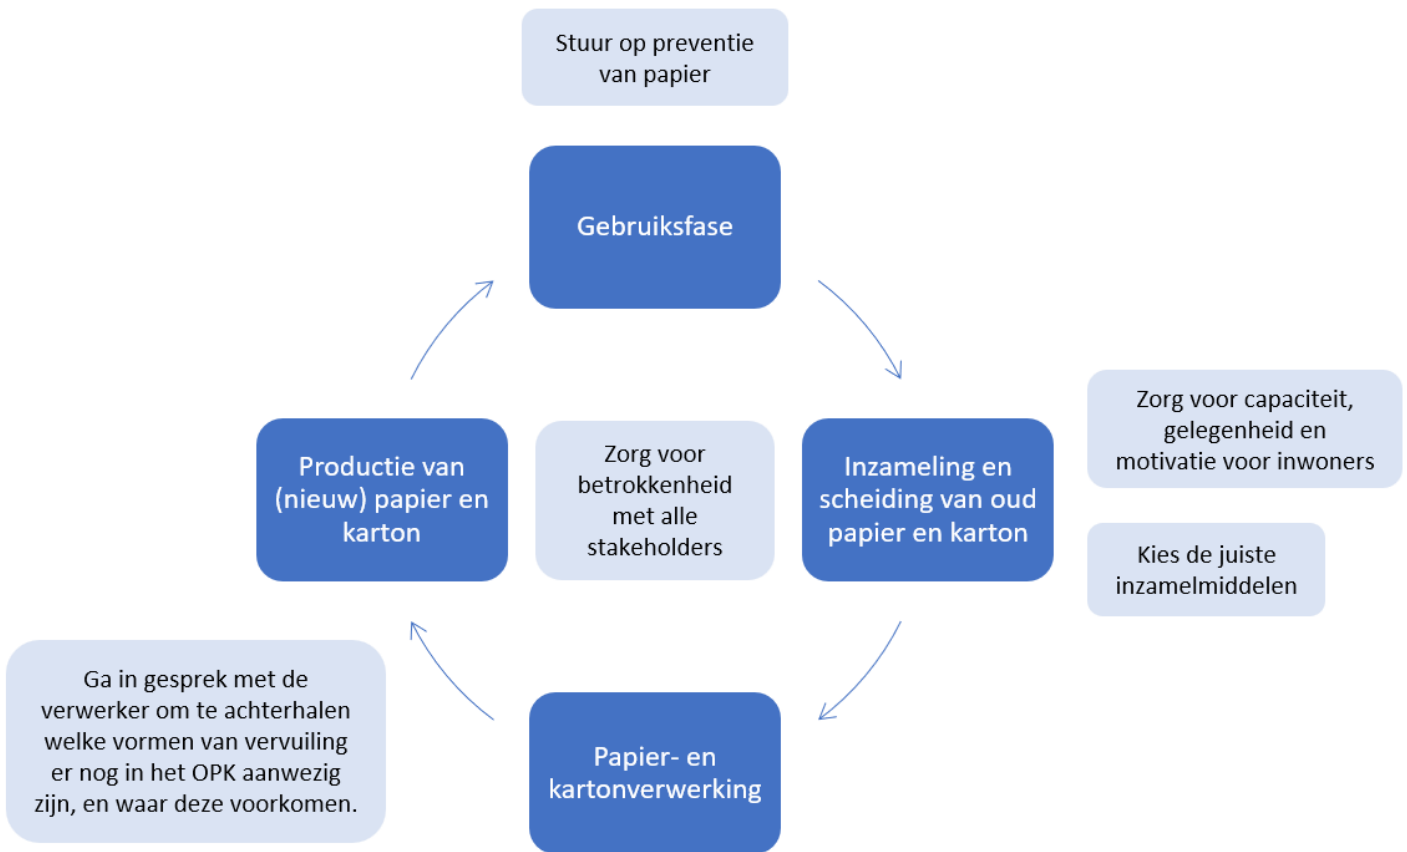 Stuur op preventie
van papier
Gebruiksfase
Zorg voor capaciteit,
gelegenheid en
motivatie voor inwoners
Productie van
(nieuw) papier en
karton
Zorg voor
betrokkenheid
met alle
stakeholders
Inzameling en
scheiding van oud
papier en karton
Kies de juiste
inzamelmiddelen
Ga in gesprek met de
verwerker om te achterhalen
welke vormen van vervuiling
er nog in het OPK aanwezig
zijn, en waar deze voorkomen.
Papier- en
kartonverwerking